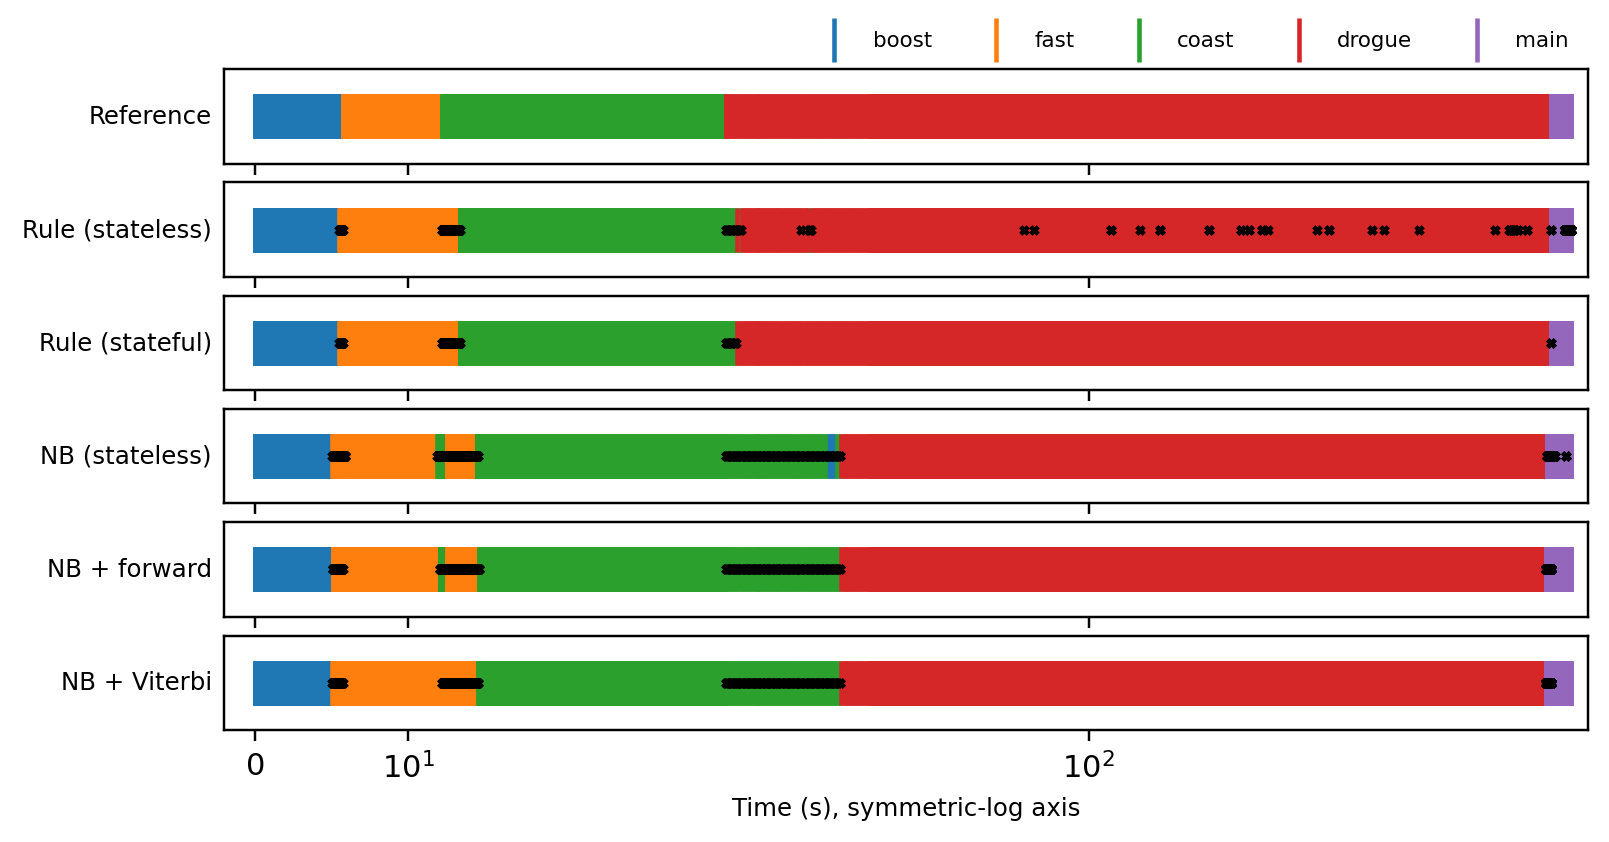 boost fast coast drogue main
Reference
Rule (stateless)
Rule (stateful)
NB (stateless)
NB + forward
NB + Viterbi
0 10¹ 10²
Time (s), symmetric-log axis